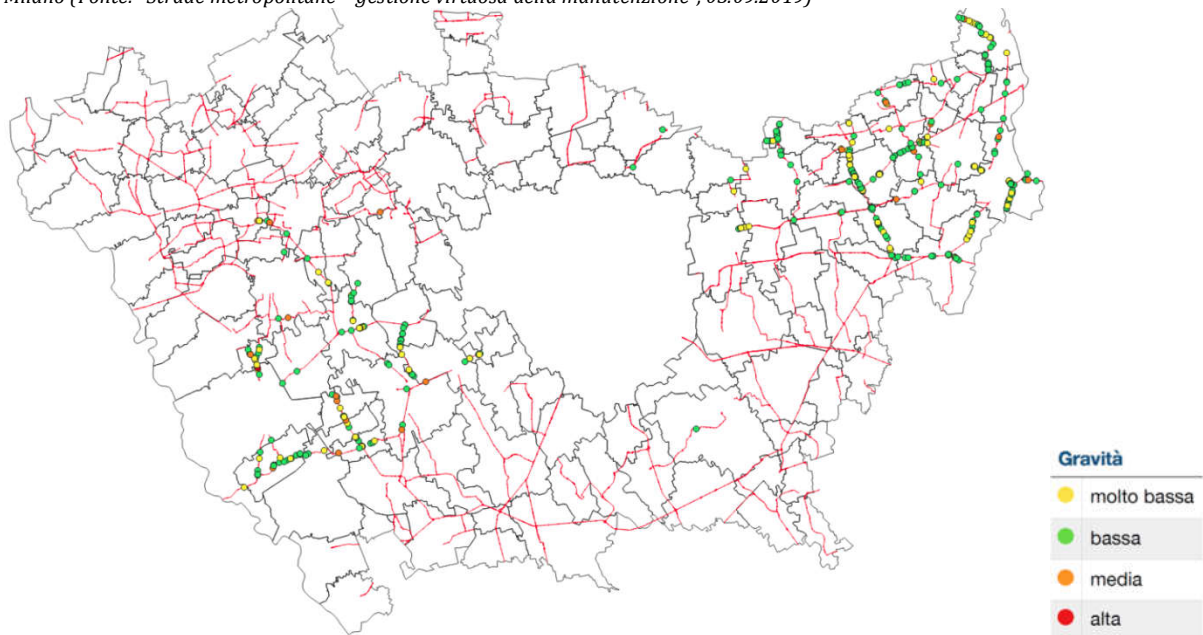 Milano (Fonte: "Strade metropolitane – gestione virtuosa della manutenzione", 03.09.2019)
Gravità
molto bassa
bassa
media
alta